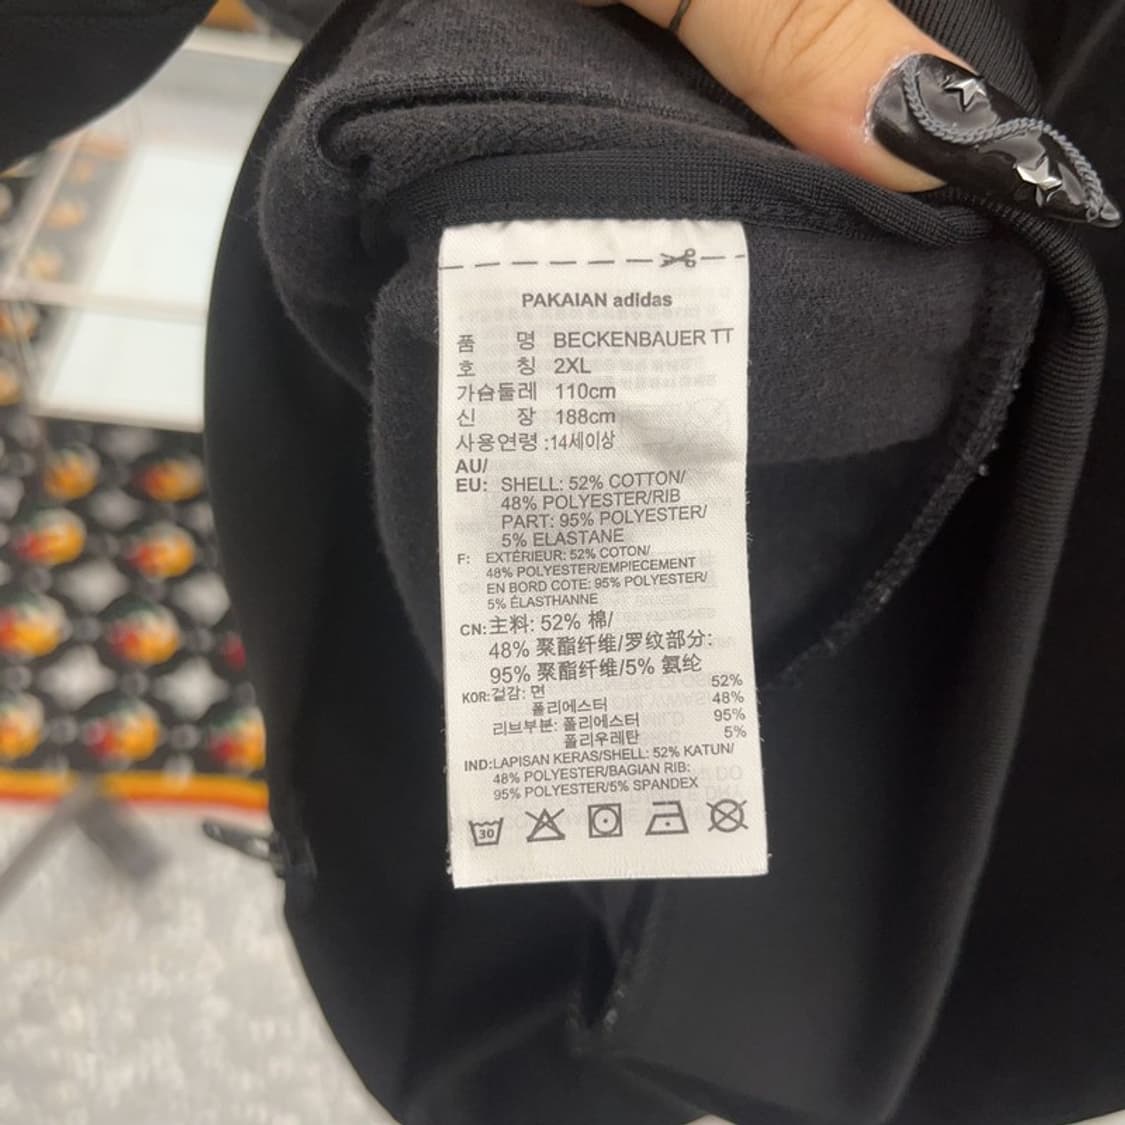 PAKAIAN adidas
품 명 BECKENBAUER TT
호 칭 2XL
가슴둘레 110cm
신 장 188cm
사용연령 :14세이상
AU/
EU: SHELL: 52% COTTON/
48% POLYESTER/RIB
PART: 95% POLYESTER/
5% ELASTANE
F: EXTÉRIEUR: 52% COTON/
48% POLYESTER/EMPIECEMENT
EN BORD COTE: 95% POLYESTER/
5% ÉLASTHANNE
CN:主料: 52% 棉/
48% 聚酯纤维/罗纹部分:
95% 聚酯纤维/5% 氨纶
KOR:겉감: 면 52%
폴리에스터 48%
리브부분: 폴리에스터 95%
폴리우레탄 5%
IND:LAPISAN KERAS/SHELL: 52% KATUN/
48% POLYESTER/BAGIAN RIB:
95% POLYESTER/5% SPANDEX
30